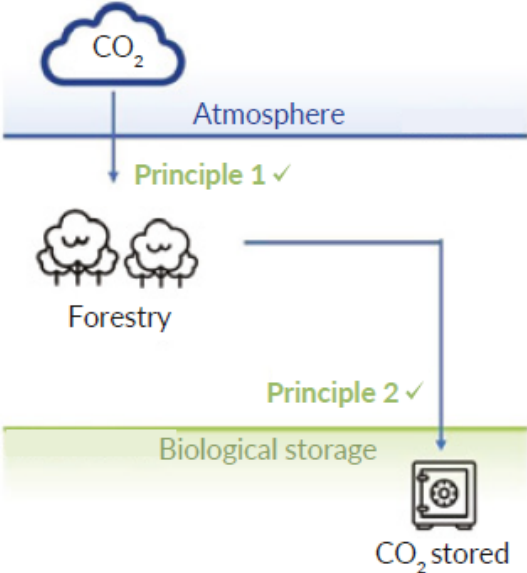 CO₂
Atmosphere
Principle 1 ✓
Forestry
Principle 2 ✓
Biological storage
CO₂ stored